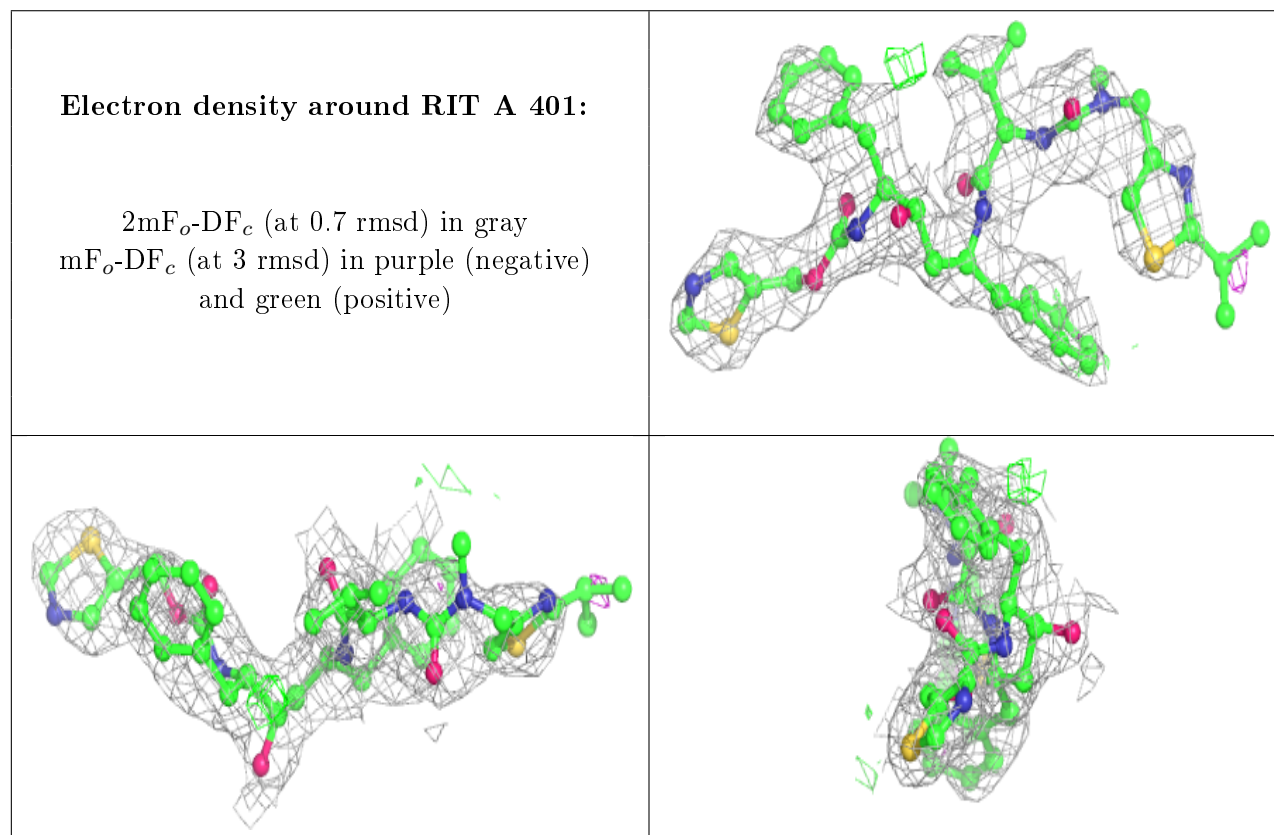 Electron density around RIT A 401:
2mFo-DFc (at 0.7 rmsd) in gray
mFo-DFc (at 3 rmsd) in purple (negative)
and green (positive)